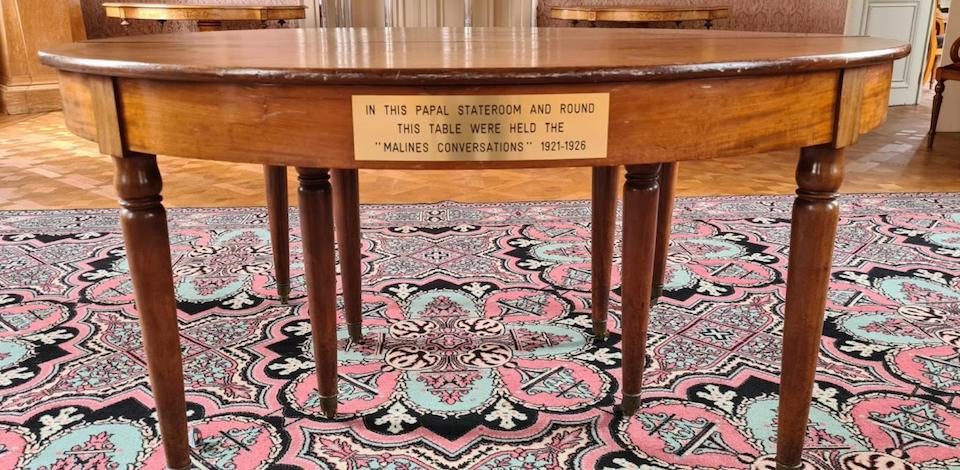 IN THIS PAPAL STATEROOM AND ROUND
THIS TABLE WERE HELD THE
"MALINES CONVERSATIONS" 1921-1926